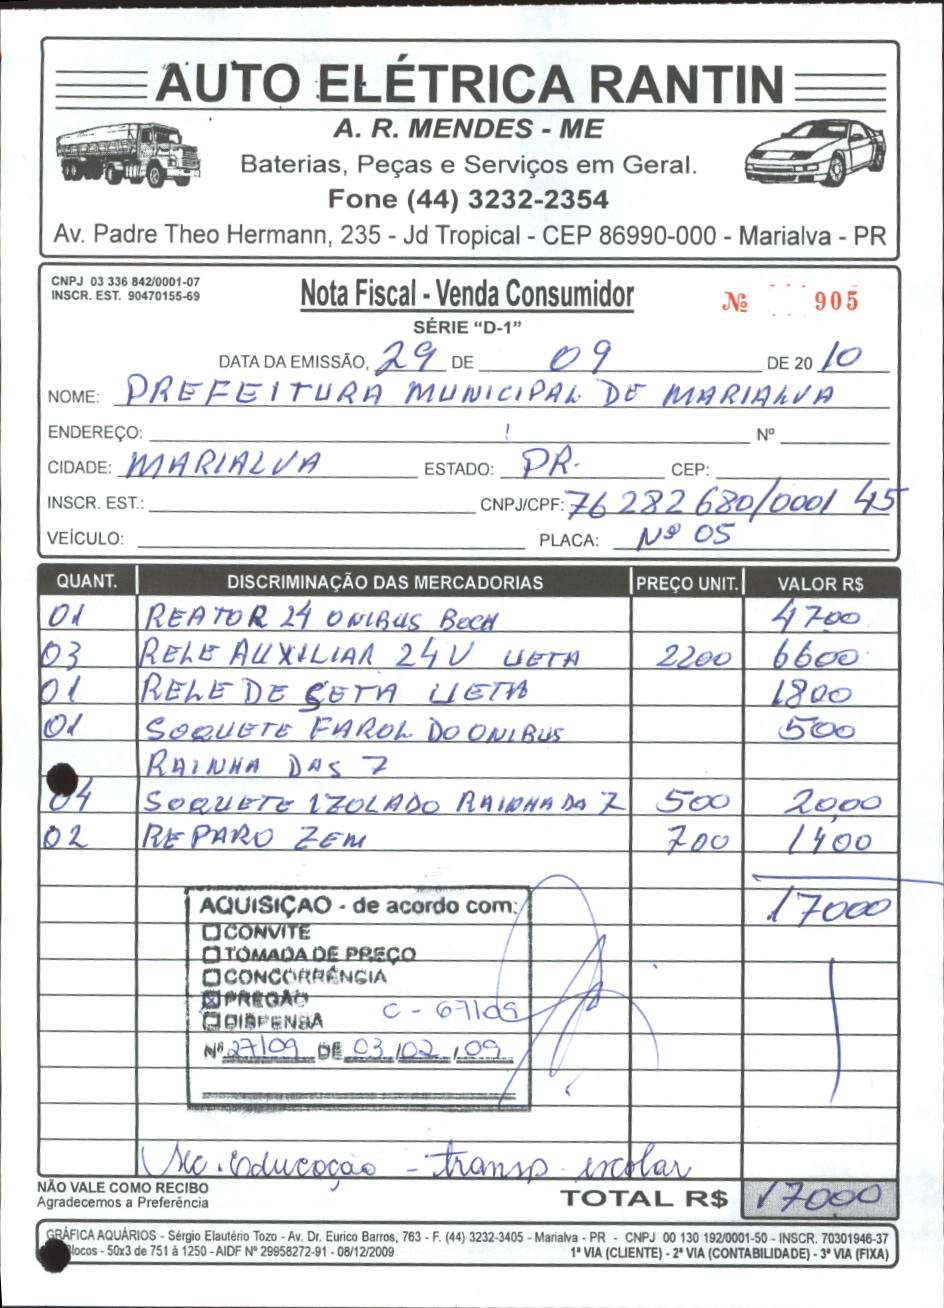 AUTO ELÉTRICA RANTIN
A. R. MENDES - ME
Baterias, Peças e Serviços em Geral.
Fone (44) 3232-2354
Av. Padre Theo Hermann, 235 - Jd Tropical - CEP 86990-000 - Marialva - PR
CNPJ 03 336 842/0001-07
INSCR. EST. 90470155-69
Nota Fiscal - Venda Consumidor
Nº 905
SÉRIE “D-1”
DATA DA EMISSÃO, 29 DE 09 DE 20 10
NOME: PREFEITURA MUNICIPAL DE MARIALVA
ENDEREÇO: Nº
CIDADE: MARIALVA ESTADO: PR. CEP:
INSCR. EST.: CNPJ/CPF: 76 282 680/0001 45
VEÍCULO: PLACA: Nº 05
QUANT. DISCRIMINAÇÃO DAS MERCADORIAS PREÇO UNIT. VALOR R$
01 REATOR 24 ONIBUS BOCH 4700
03 RELE AUXILIAR 24V UETA 2200 6600
01 RELE DE SETA UETA 1800
01 SOQUETE FAROL DO ONIBUS 500
RAINHA DAS 7
04 SOQUETE IZOLADO RAINHA DA 7 500 2000
02 REPARO ZEM 700 1400
17000
AQUISIÇÃO - de acordo com:
CONVITE
TOMADA DE PREÇO
CONCORRÊNCIA
PREGÃO
DISPENSA
C - 67/09
Nº 27/09 DE 03/02/09
Sec. Educação - transp. escolar
NÃO VALE COMO RECIBO
Agradecemos a Preferência
TOTAL R$ 17000
GRÁFICA AQUÁRIOS - Sérgio Elautério Tozo - Av. Dr. Eurico Barros, 763 - F. (44) 3232-3405 - Marialva - PR - CNPJ 00 130 192/0001-50 - INSCR. 70301946-37
locos - 50x3 de 751 à 1250 - AIDF Nº 29958272-91 - 08/12/2009 1ª VIA (CLIENTE) - 2ª VIA (CONTABILIDADE) - 3ª VIA (FIXA)